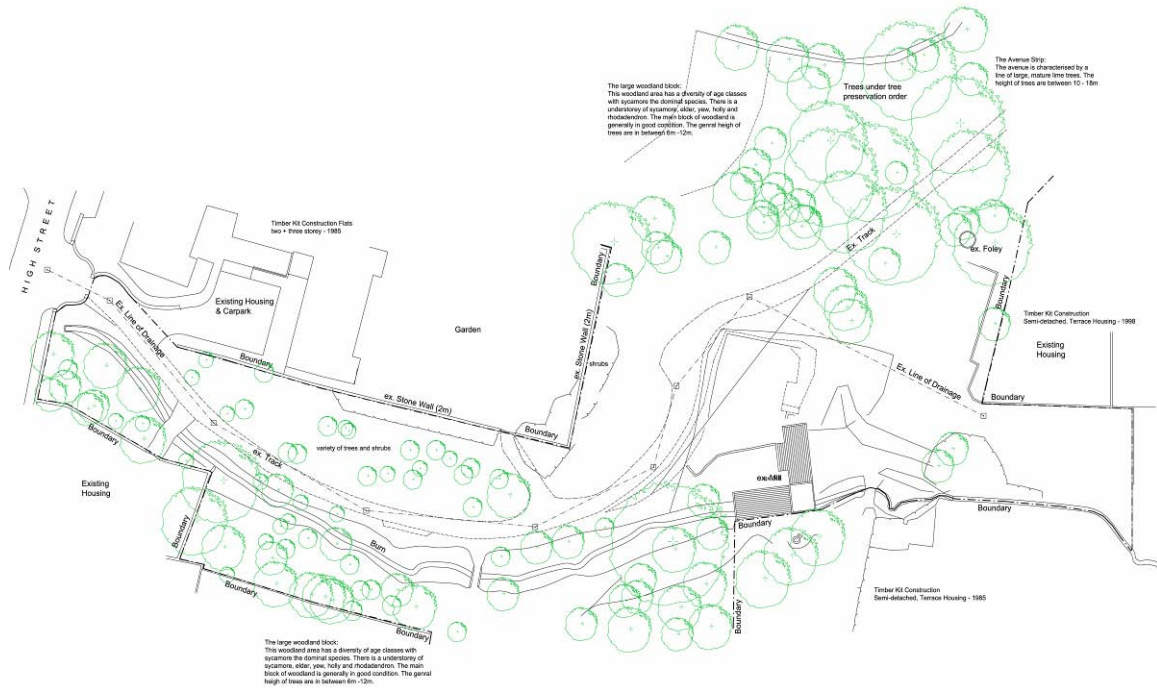 The Avenue Strip:
The avenue is characterised by a
line of large, mature lime trees. The
height of trees are between 10 - 18m
The large woodland block:
This woodland area has a diversity of age classes
with sycamore the dominal species. There is a
understorey of sycamore, elder, yew, holly and
rhodadendron. The main block of woodland is
generally in good condition. The genral heigh of
trees are in between 6m -12m.
Trees under tree
preservation order
HIGH STREET
Timber Kit Construction Flats
two + three storey - 1985
Ex. Track
ex. Foley
Boundary
Boundary
Existing Housing
& Carpark
Ex. Line of Drainage
Garden
ex. Stone Wall (2m)
shrubs
Timber Kit Construction
Semi-detached, Terrace Housing - 1998
Existing
Housing
Boundary
Ex. Line of Drainage
Boundary
ex. Stone Wall (2m)
Boundary
Boundary
variety of trees and shrubs
ex. Track
Existing
Housing
ex. Mill
Boundary
Boundary
Boundary
Burn
Boundary
Timber Kit Construction
Semi-detached, Terrace Housing - 1985
Boundary
Boundary
The large woodland block:
This woodland area has a diversity of age classes with
sycamore the dominal species. There is a understorey of
sycamore, elder, yew, holly and rhodadendron. The main
block of woodland is generally in good condition. The genral
heigh of trees are in between 6m -12m.